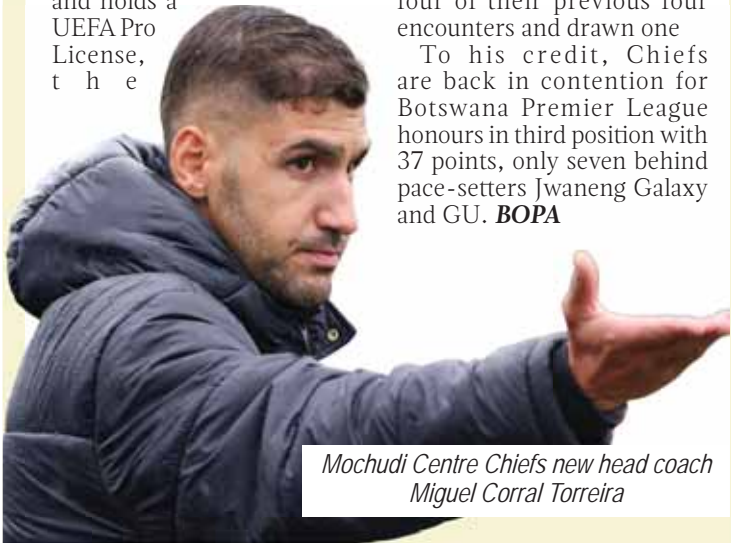 and holds a
UEFA Pro
License,
t h e
four of their previous four
encounters and drawn one
To his credit, Chiefs
are back in contention for
Botswana Premier League
honours in third position with
37 points, only seven behind
pace-setters Jwaneng Galaxy
and GU. BOPA
Mochudi Centre Chiefs new head coach
Miguel Corral Torreira